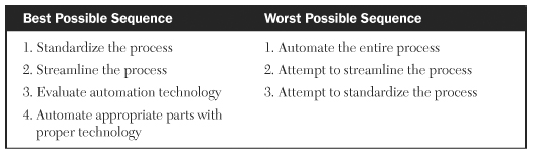 Best Possible Sequence
1. Standardize the process
2. Streamline the process
3. Evaluate automation technology
4. Automate appropriate parts with
proper technology
Worst Possible Sequence
1. Automate the entire process
2. Attempt to streamline the process
3. Attempt to standardize the process